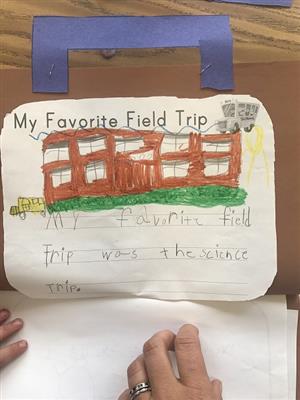 My Favorite Field Trip
My favorite field
Trip was the science
Trip.